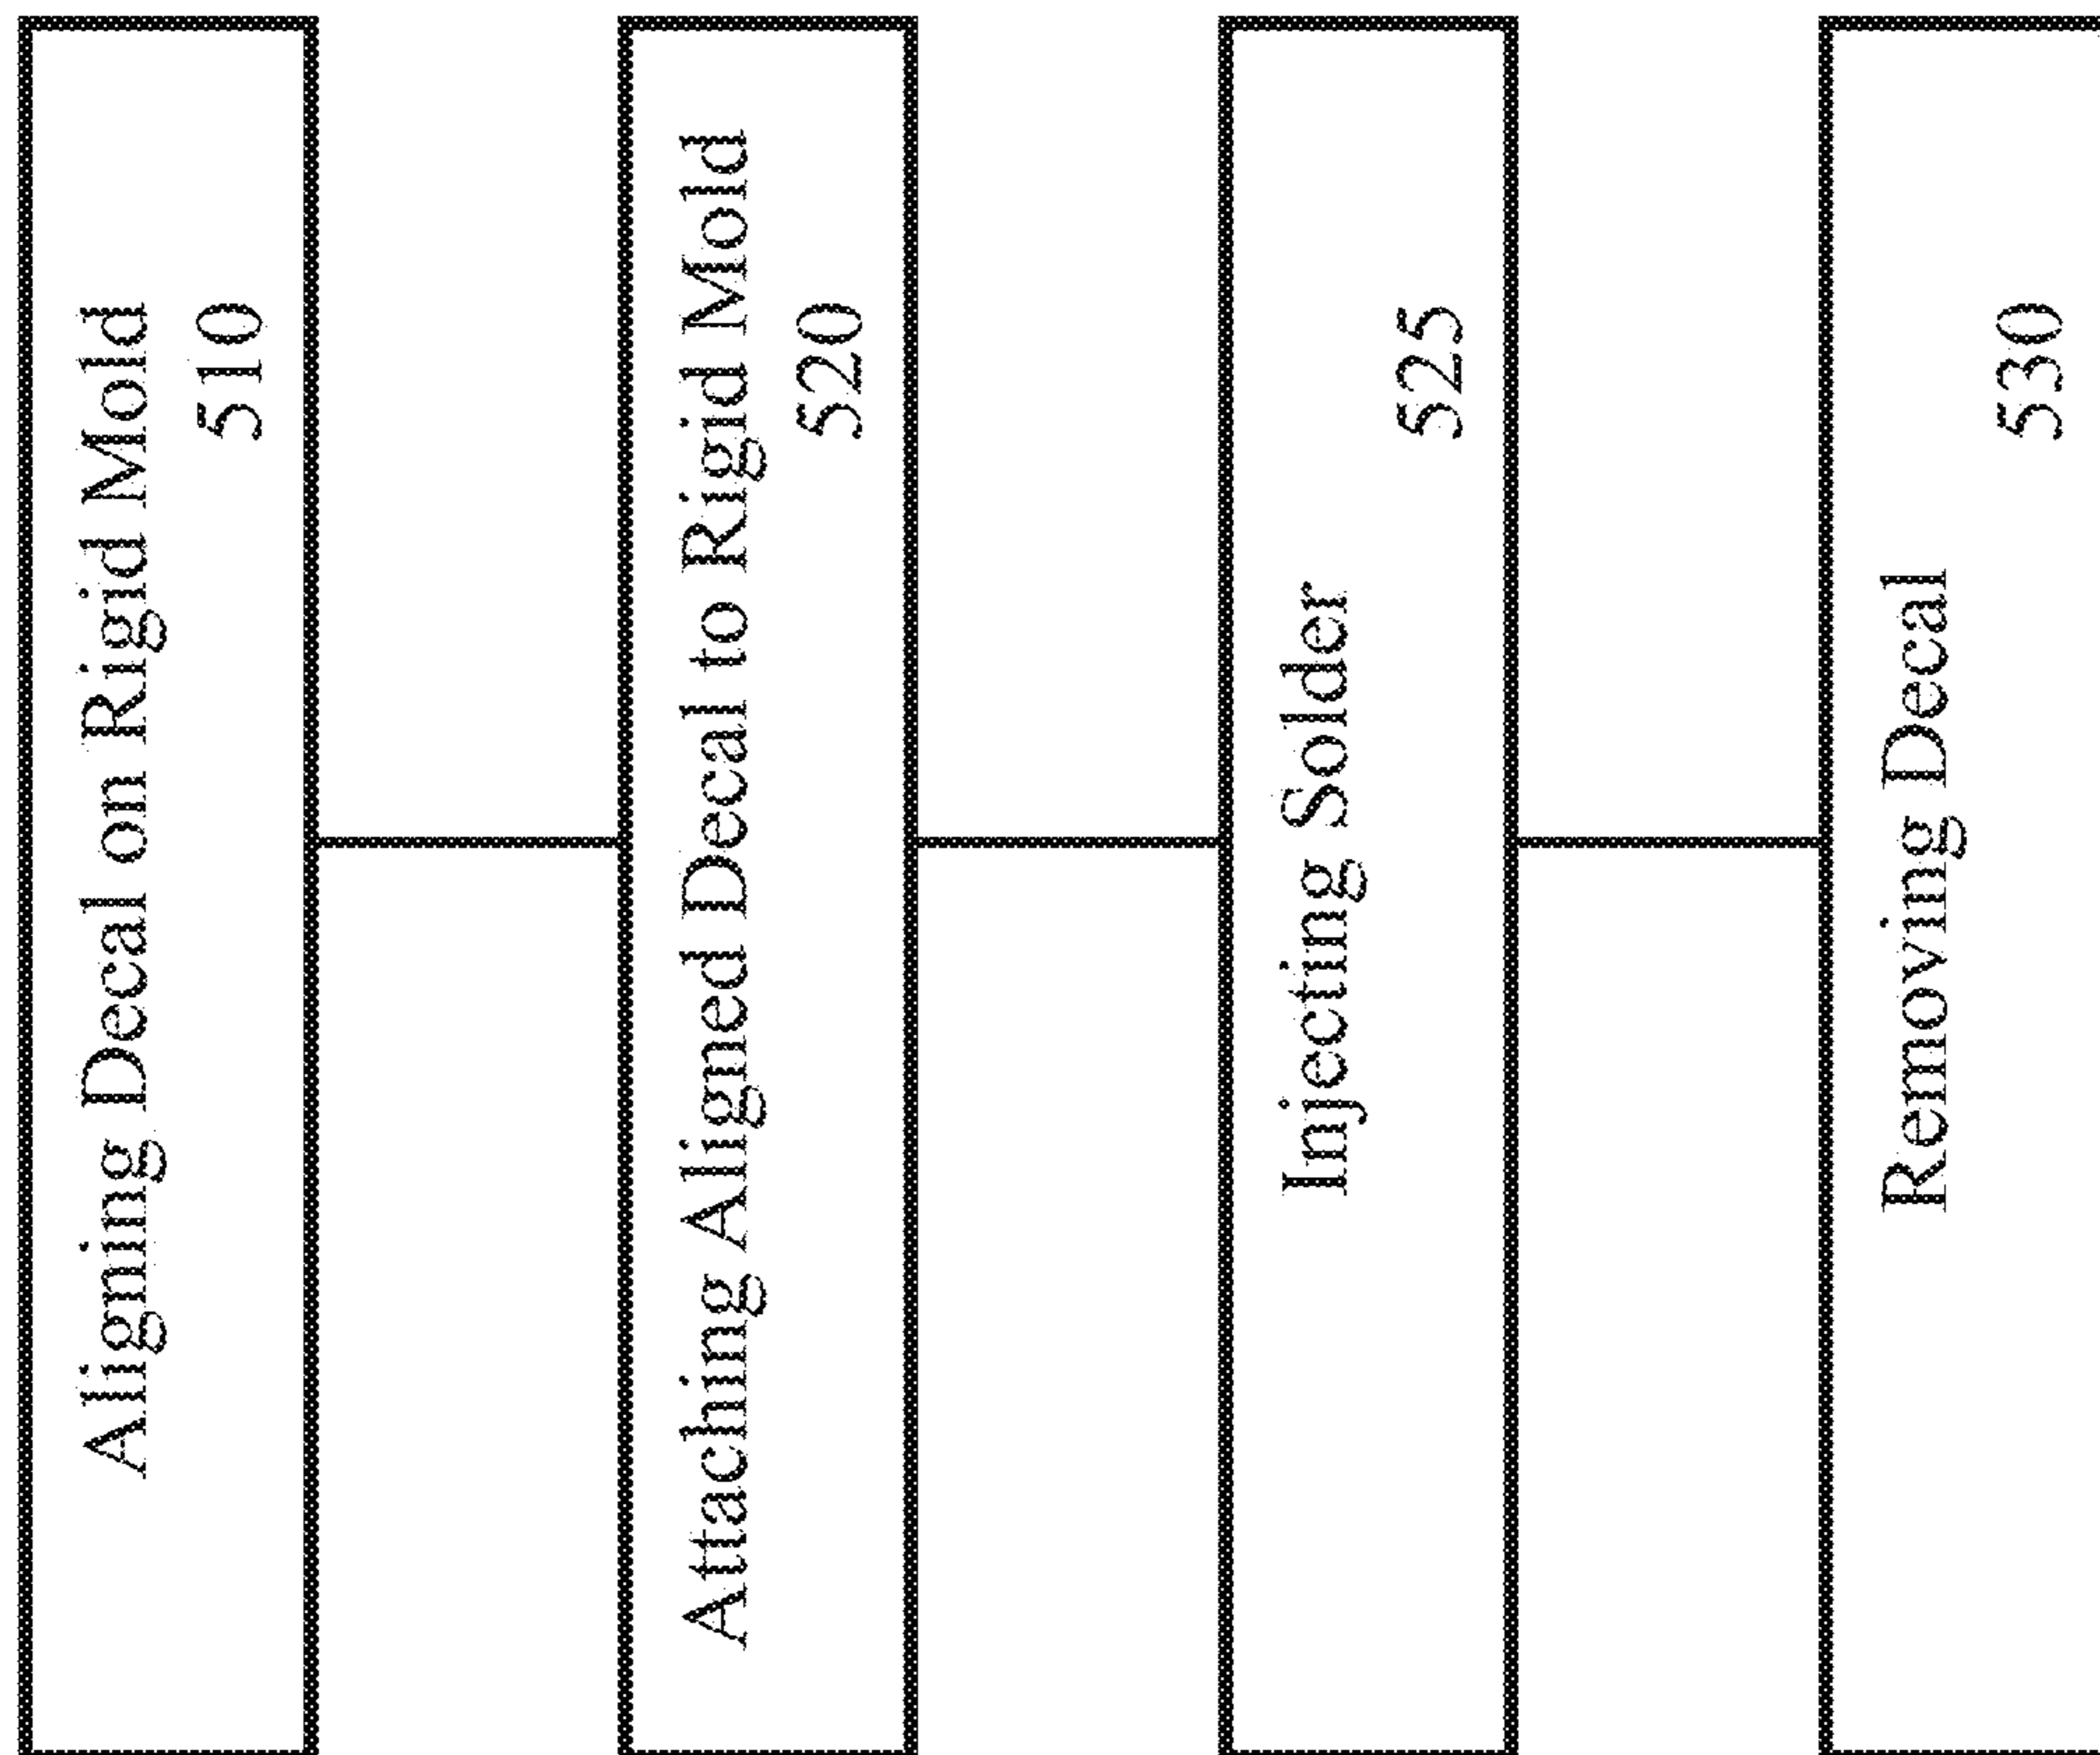 Aligning Decal on Rigid Mold
510
Attaching Aligned Decal to Rigid Mold
520
Injecting Solder
525
Removing Decal
530